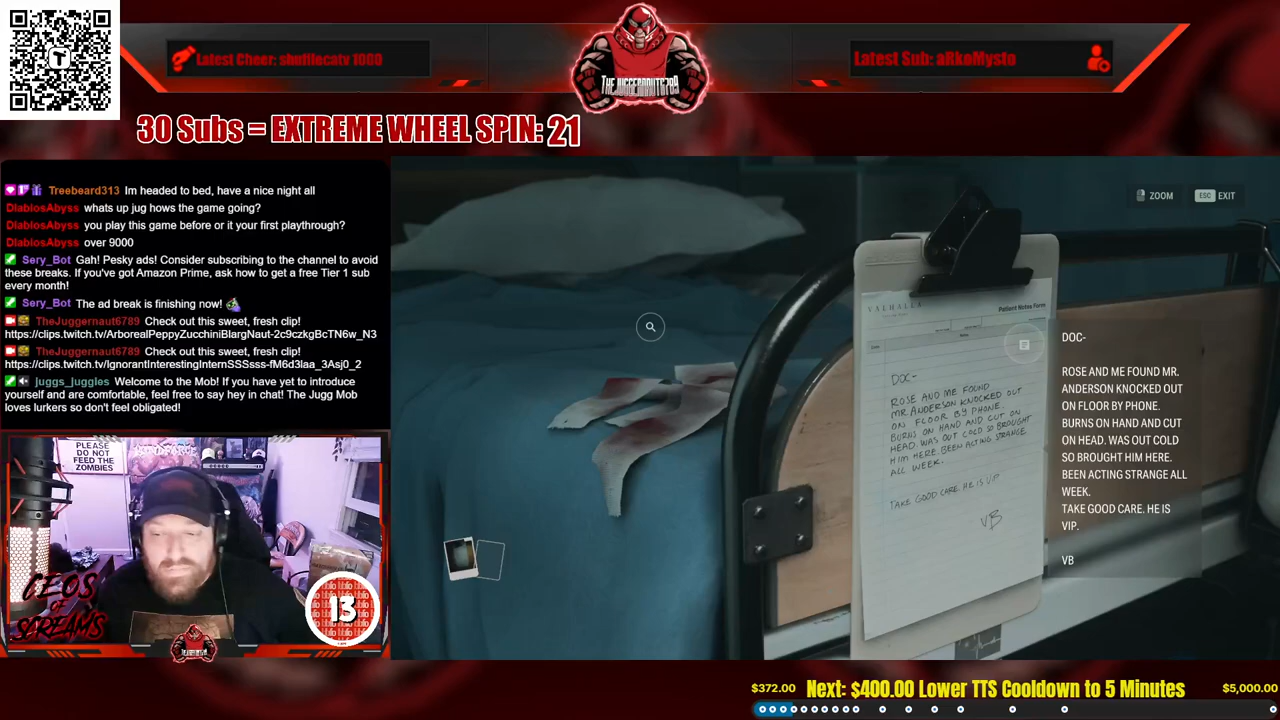 Latest Cheer: shufflecatv 1000
THEJUGGERNAUT6789
Latest Sub: aRkoMysto
30 Subs = EXTREME WHEEL SPIN: 21
Treebeard313 Im headed to bed, have a nice night all
DiablosAbyss whats up jug hows the game going?
DiablosAbyss you play this game before or it your first playthrough?
DiablosAbyss over 9000
Sery_Bot Gah! Pesky ads! Consider subscribing to the channel to avoid
these breaks. If you've got Amazon Prime, ask how to get a free Tier 1 sub
every month!
Sery_Bot The ad break is finishing now!
TheJuggernaut6789 Check out this sweet, fresh clip!
https://clips.twitch.tv/ArborealPeppyZucchiniBlargNaut-2c9czkgBcTN6w_N3
TheJuggernaut6789 Check out this sweet, fresh clip!
https://clips.twitch.tv/IgnorantInterestingInternSSSsss-fM6d3laa_3Asj0_2
juggs_juggles Welcome to the Mob! If you have yet to introduce
yourself and are comfortable, feel free to say hey in chat! The Jugg Mob
loves lurkers so don't feel obligated!
ZOOM
ESC EXIT
VALHALLA
Patient Notes Form
Date
Notes
DOC-
ROSE AND ME FOUND
MR ANDERSON KNOCKED OUT
ON FLOOR BY PHONE.
BURNS ON HAND AND CUT ON
HEAD. WAS OUT COLD SO BROUGHT
HIM HERE. BEEN ACTING STRANGE
ALL WEEK.
TAKE GOOD CARE. HE IS VIP
VB
DOC-
ROSE AND ME FOUND MR.
ANDERSON KNOCKED OUT
ON FLOOR BY PHONE.
BURNS ON HAND AND CUT
ON HEAD. WAS OUT COLD
SO BROUGHT HIM HERE.
BEEN ACTING STRANGE ALL
WEEK.
TAKE GOOD CARE. HE IS
VIP.
VB
PLEASE
DO NOT
FEED THE
ZOMBIES
CEOS
OF
STREAMS
13
$372.00
Next: $400.00 Lower TTS Cooldown to 5 Minutes
$5,000.00